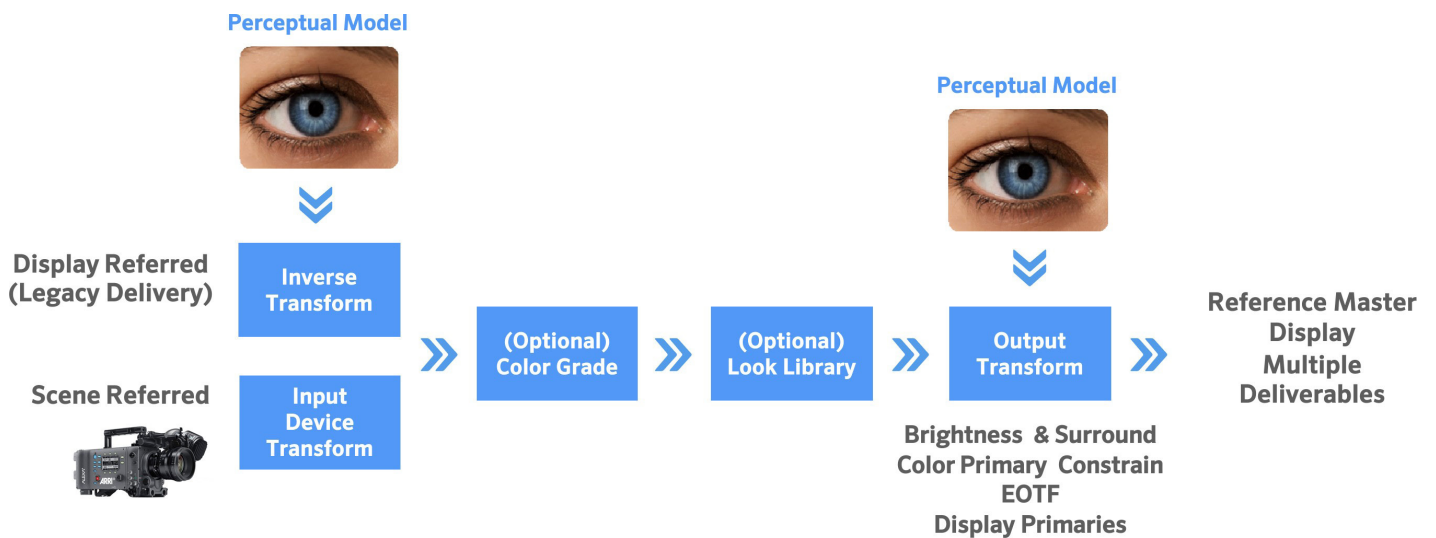 Perceptual Model
Perceptual Model
Display Referred
(Legacy Delivery)
Inverse
Transform
Scene Referred
Input
Device
Transform
ARRI
(Optional)
Color Grade
(Optional)
Look Library
Output
Transform
Brightness & Surround
Color Primary Constrain
EOTF
Display Primaries
Reference Master
Display
Multiple
Deliverables